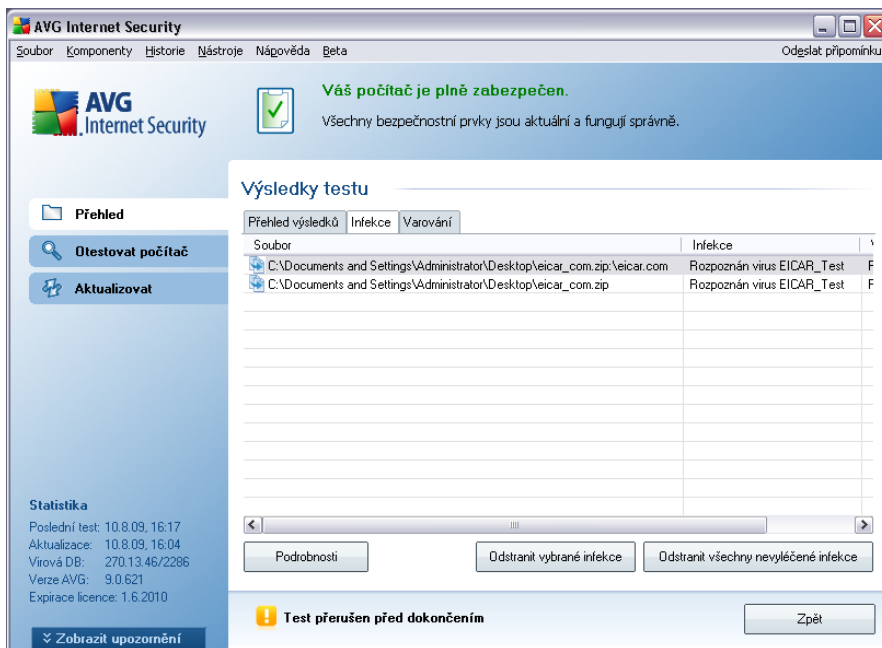 AVG Internet Security
Soubor Komponenty Historie Nástroje Nápověda Beta Odeslat připomínku
AVG
Internet Security
Váš počítač je plně zabezpečen.
Všechny bezpečnostní prvky jsou aktuální a fungují správně.
Přehled
Otestovat počítač
Aktualizovat
Výsledky testu
Přehled výsledků Infekce Varování
Soubor Infekce
C:\Documents and Settings\Administrator\Desktop\eicar_com.zip:\eicar.com Rozpoznán virus EICAR_Test
C:\Documents and Settings\Administrator\Desktop\eicar_com.zip Rozpoznán virus EICAR_Test
Podrobnosti Odstranit vybrané infekce Odstranit všechny nevyléčené infekce
Statistika
Poslední test: 10.8.09, 16:17
Aktualizace: 10.8.09, 16:04
Virová DB: 270.13.46/2286
Verze AVG: 9.0.621
Expirace licence: 1.6.2010
Zobrazit upozornění
Test přerušen před dokončením
Zpět